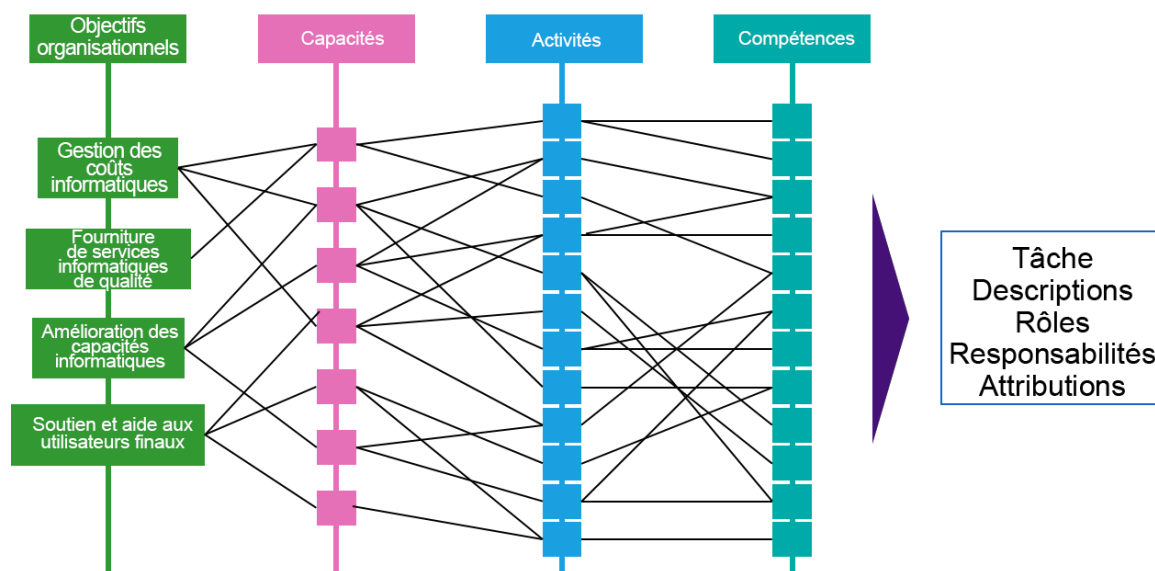 Objectifs
organisationnels
Capacités
Activités
Compétences
Gestion des
coûts
informatiques
Fourniture
de services
informatiques
de qualité
Amélioration des
capacités
informatiques
Soutien et aide aux
utilisateurs finaux
Tâche
Descriptions
Rôles
Responsabilités
Attributions